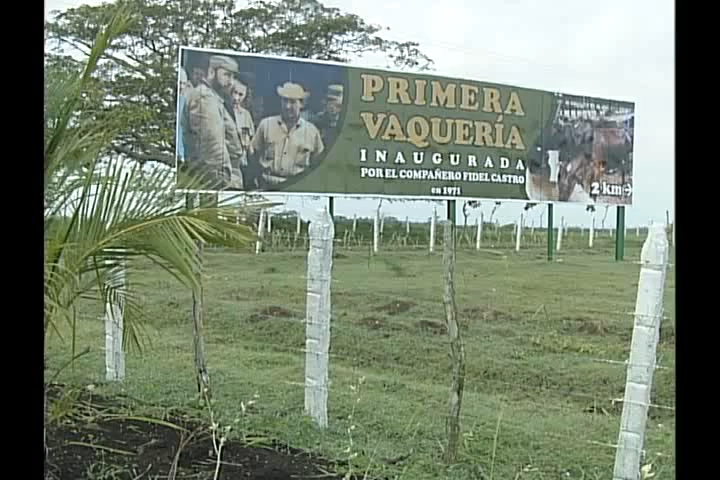 PRIMERA
VAQUERÍA
INAUGURADA
POR EL COMPAÑERO FIDEL CASTRO
en 1971
2 km→